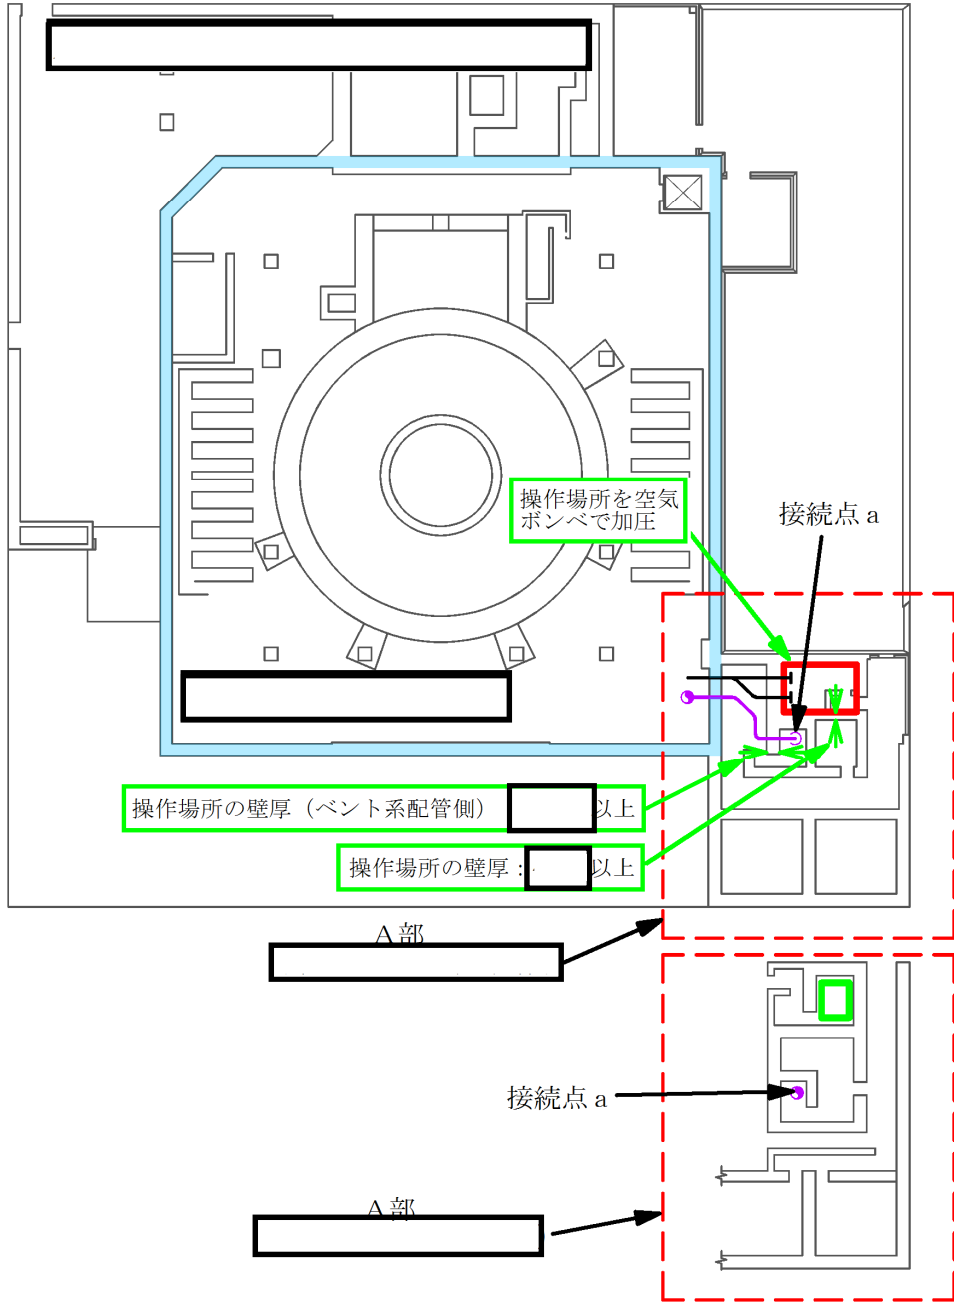 操作場所を空気
ボンベで加圧
接続点 a
操作場所の壁厚（ベント系配管側）
以上
操作場所の壁厚：
以上
A部
接続点 a
A部